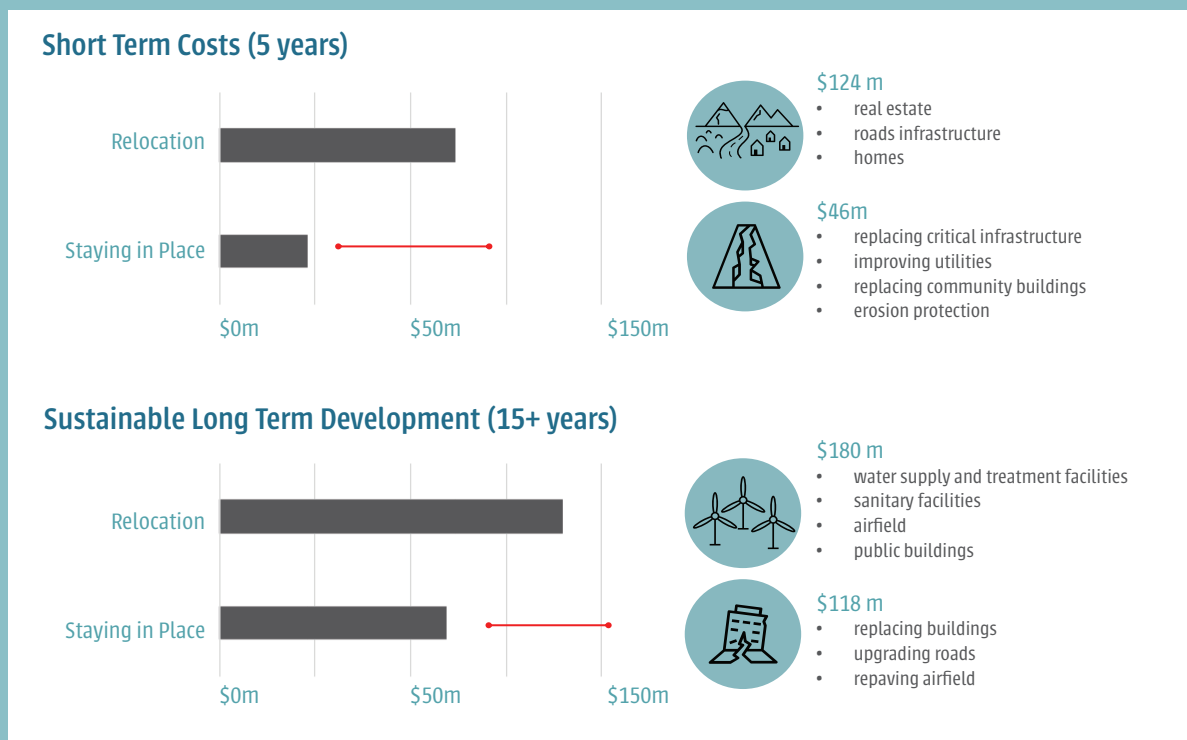 Short Term Costs (5 years)
Relocation
Staying in Place
$0m
$50m
$150m
$124 m
• real estate
• roads infrastructure
• homes
$46m
• replacing critical infrastructure
• improving utilities
• replacing community buildings
• erosion protection
Sustainable Long Term Development (15+ years)
Relocation
Staying in Place
$0m
$50m
$150m
$180 m
• water supply and treatment facilities
• sanitary facilities
• airfield
• public buildings
$118 m
• replacing buildings
• upgrading roads
• repaving airfield